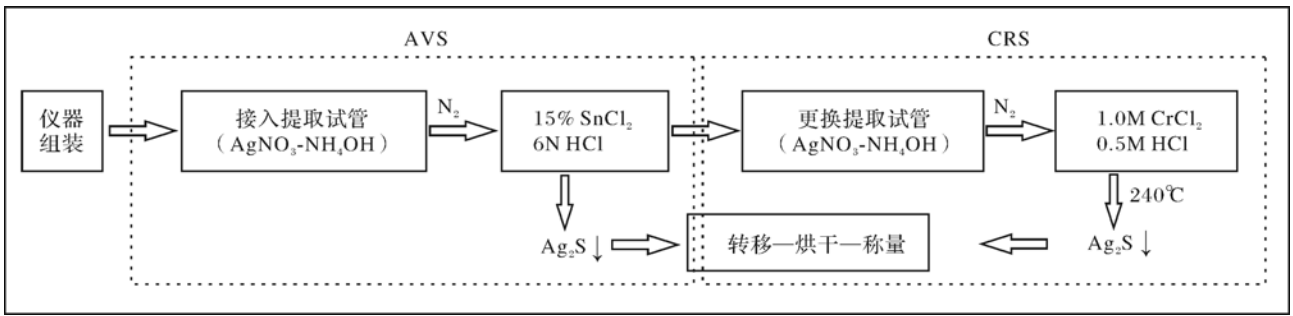 AVS
CRS
仪器
组装
接入提取试管
(AgNO₃-NH₄OH)
N₂
15% SnCl₂
6N HCl
更换提取试管
(AgNO₃-NH₄OH)
N₂
1.0M CrCl₂
0.5M HCl
240℃
Ag₂S↓
转移—烘干—称量
Ag₂S↓